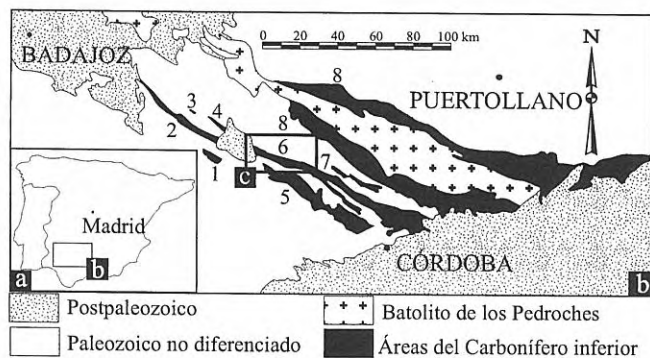 0 20 40 60 80 100 km
N
BADAJOZ
PUERTOLLANO
8
3
4
2
8
6
1
7
c
5
Madrid
CÓRDOBA
a
b
b
Postpaleozoico
Batolito de los Pedroches
Paleozoico no diferenciado
Áreas del Carbonífero inferior